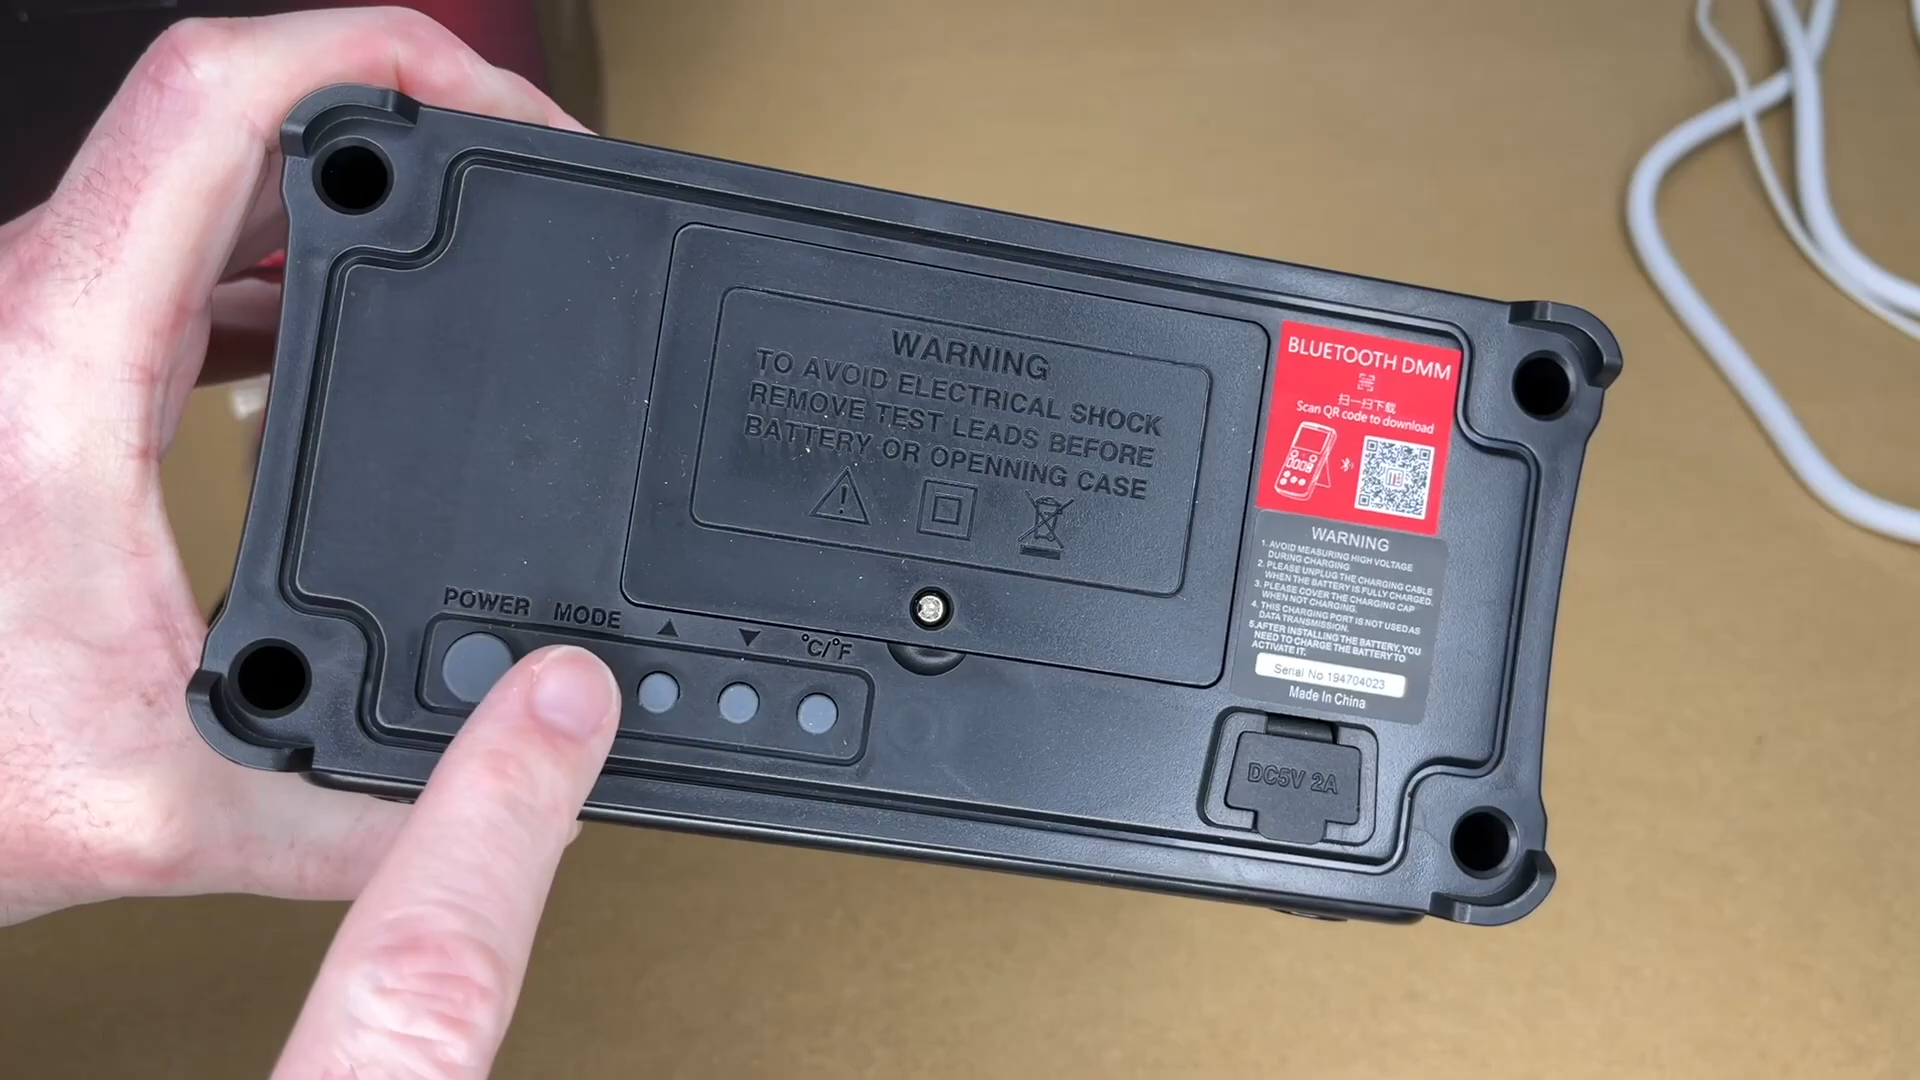 WARNING
TO AVOID ELECTRICAL SHOCK
REMOVE TEST LEADS BEFORE
BATTERY OR OPENNING CASE
BLUETOOTH DMM
扫一扫下载
Scan QR code to download
WARNING
1. AVOID MEASURING HIGH VOLTAGE
DURING CHARGING
2. PLEASE UNPLUG THE CHARGING CABLE
WHEN THE BATTERY IS FULLY CHARGED.
3. PLEASE COVER THE CHARGING CAP
WHEN NOT CHARGING.
4. THIS CHARGING PORT IS NOT USED AS
DATA TRANSMISSION.
5.AFTER INSTALLING THE BATTERY, YOU
NEED TO CHARGE THE BATTERY TO
ACTIVATE IT.
Serial No 194704023
Made In China
POWER MODE ▲ ▼ °C/°F
DC5V 2A